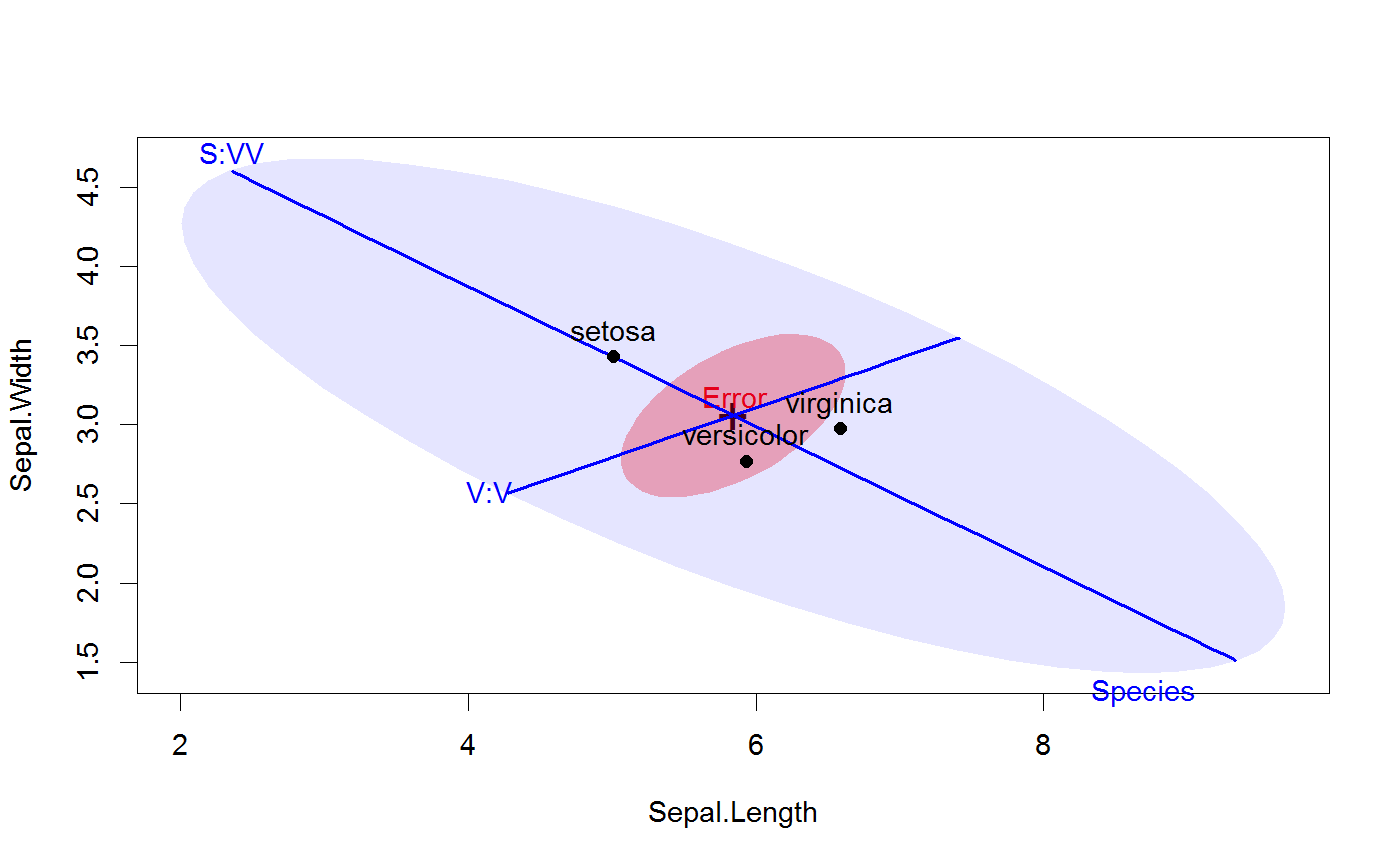 S:VV
setosa
Error
virginica
versicolor
V:V
Species
Sepal.Width
4.5
4.0
3.5
3.0
2.5
2.0
1.5
2 4 6 8
Sepal.Length